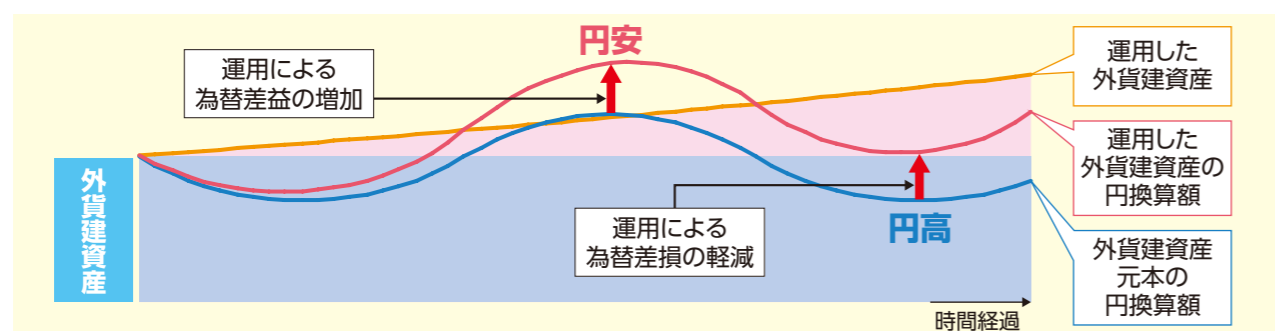 円安
運用による
為替差益の増加
運用した
外貨建資産
運用した
外貨建資産の
円換算額
外貨建資産
運用による
為替差損の軽減
円高
外貨建資産
元本の
円換算額
時間経過